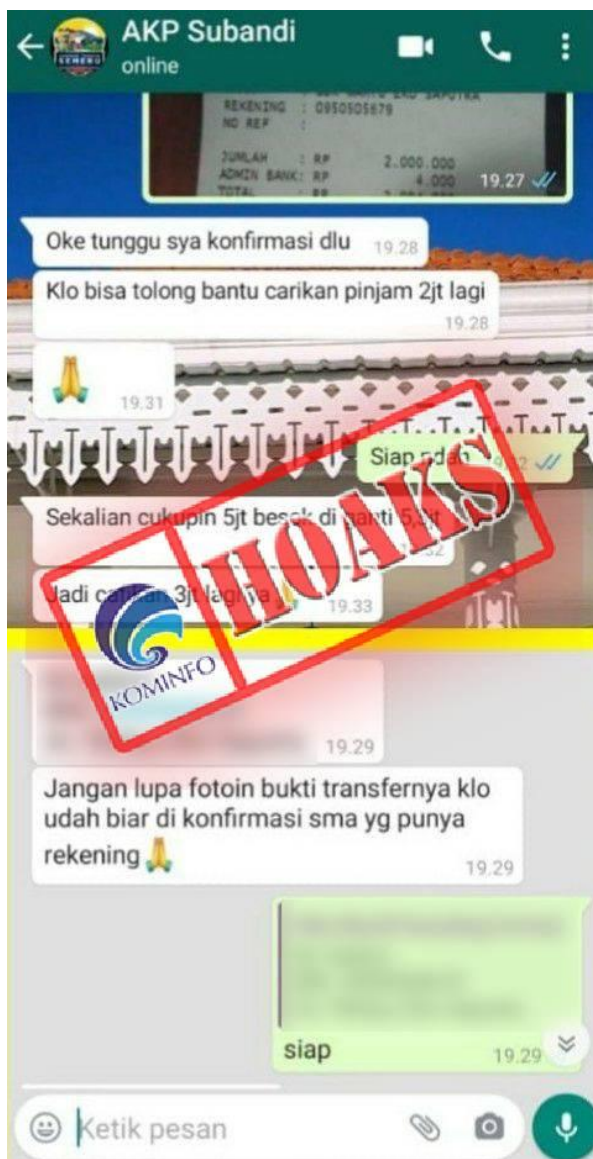 AKP Subandi
online
REKENING : 0950505679
NO REF :
JUMLAH : RP 2.000.000
ADMIN BANK: RP 4.000
TOTAL : RP
19.27
Oke tunggu sya konfirmasi dlu 19.28
Klo bisa tolong bantu carikan pinjam 2jt lagi
19.28
19.31
Siap
Sekalian cukupin 5jt besok di ganti
Jadi 3jt
19.33
HOAKS
KOMINFO
19.29
Jangan lupa fotoin bukti transfernya klo
udah biar di konfirmasi sma yg punya
rekening 🙏
19.29
siap 19.29
Ketik pesan